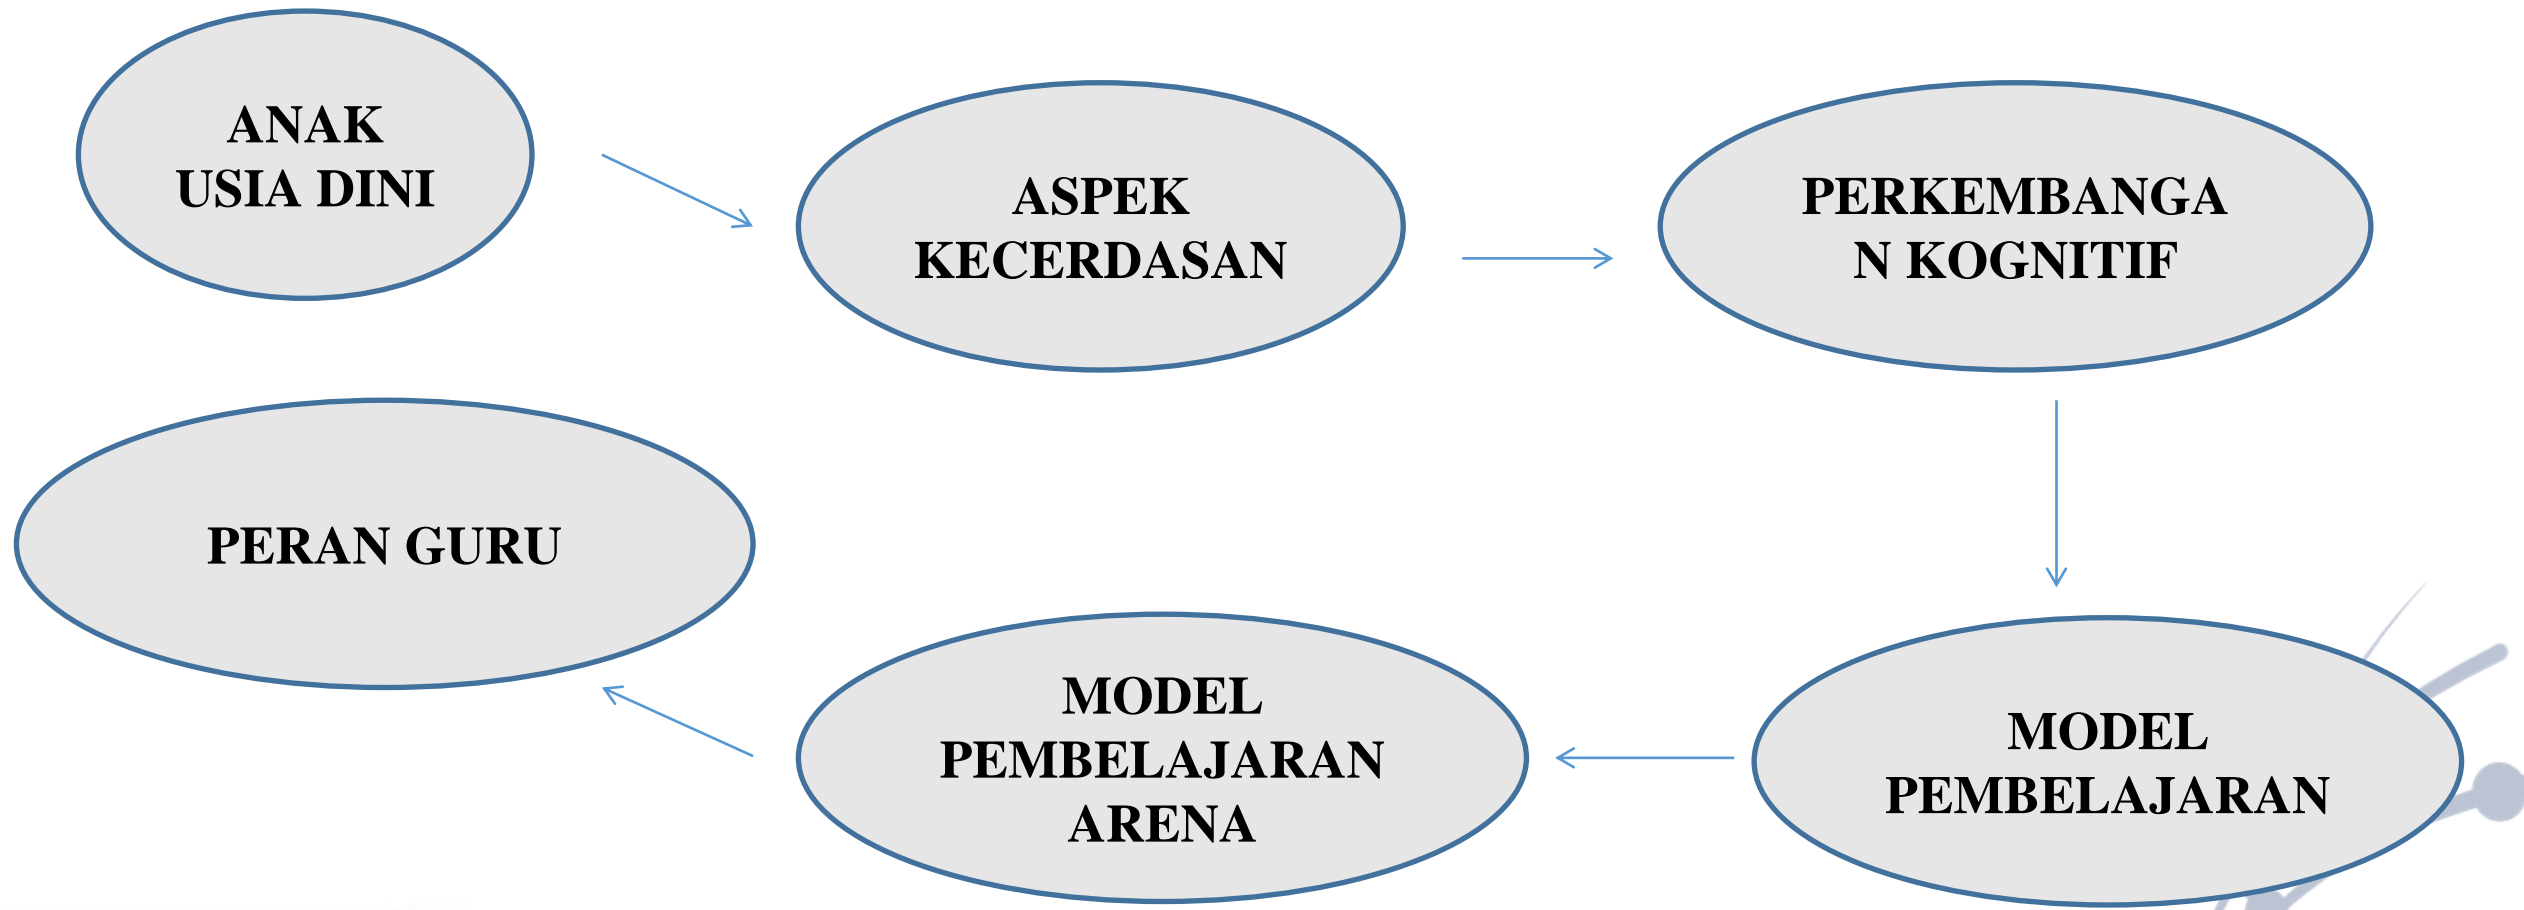 ANAK
USIA DINI
ASPEK
KECERDASAN
PERKEMBANGA
N KOGNITIF
MODEL
PEMBELAJARAN
MODEL
PEMBELAJARAN
ARENA
PERAN GURU